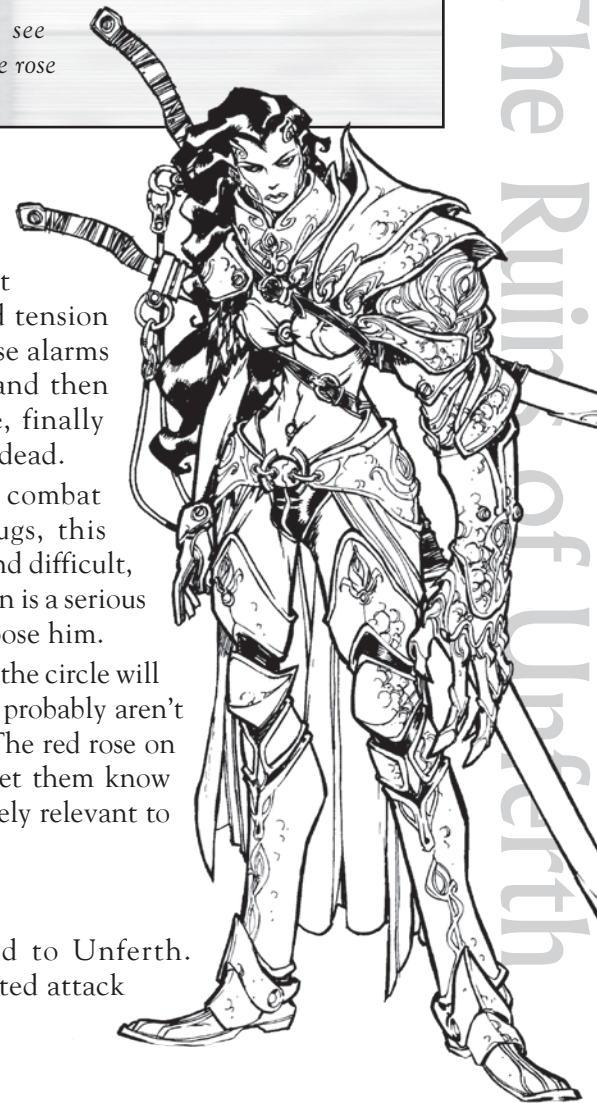 see
e rose
t
d tension
se alarms
and then
e, finally
dead.
combat
ugs, this
nd difficult,
n is a serious
pose him.
the circle will
probably aren't
The red rose on
et them know
ely relevant to
d to Unferth.
ted attack
The Ruins of Unferth